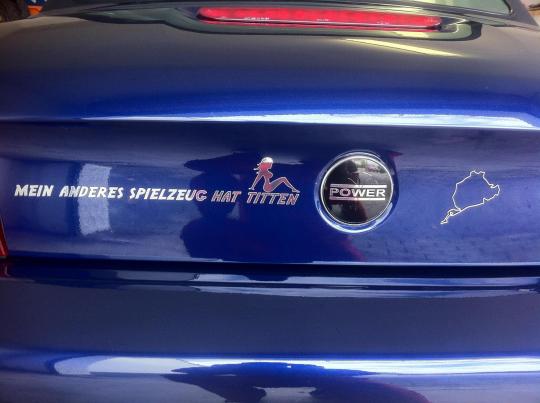 MEIN ANDERES SPIELZEUG HAT TITTEN
POWER